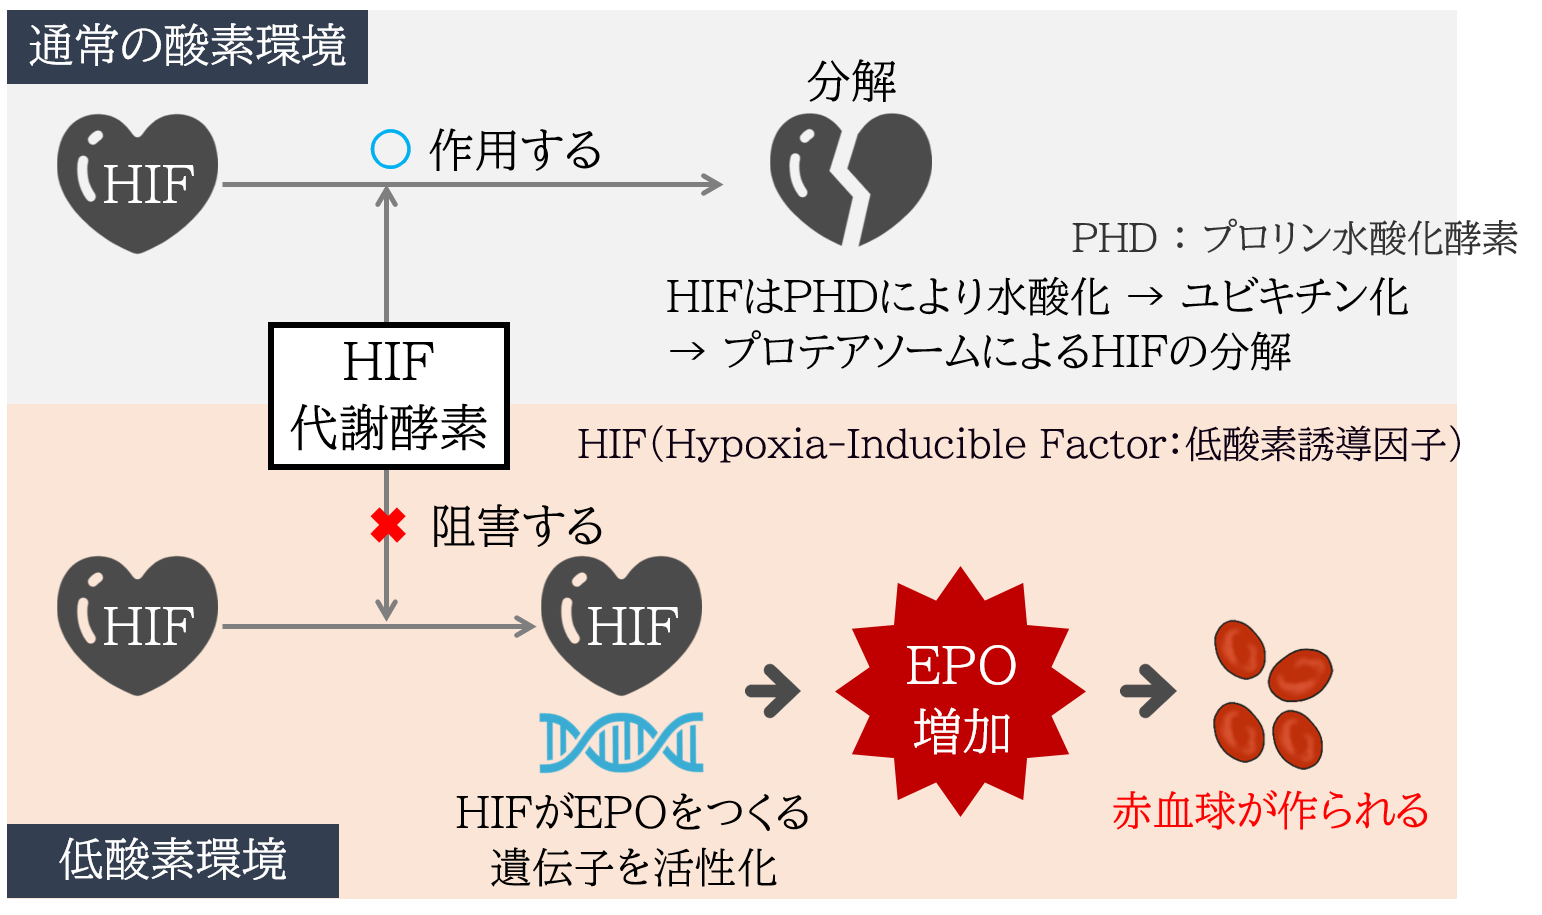 通常の酸素環境
分解
HIF
○ 作用する
PHD：プロリン水酸化酵素
HIFはPHDにより水酸化 → ユビキチン化
→ プロテアソームによるHIFの分解
HIF
代謝酵素
HIF（Hypoxia-Inducible Factor：低酸素誘導因子）
阻害する
HIF
HIF
EPO
増加
HIFがEPOをつくる
遺伝子を活性化
赤血球が作られる
低酸素環境